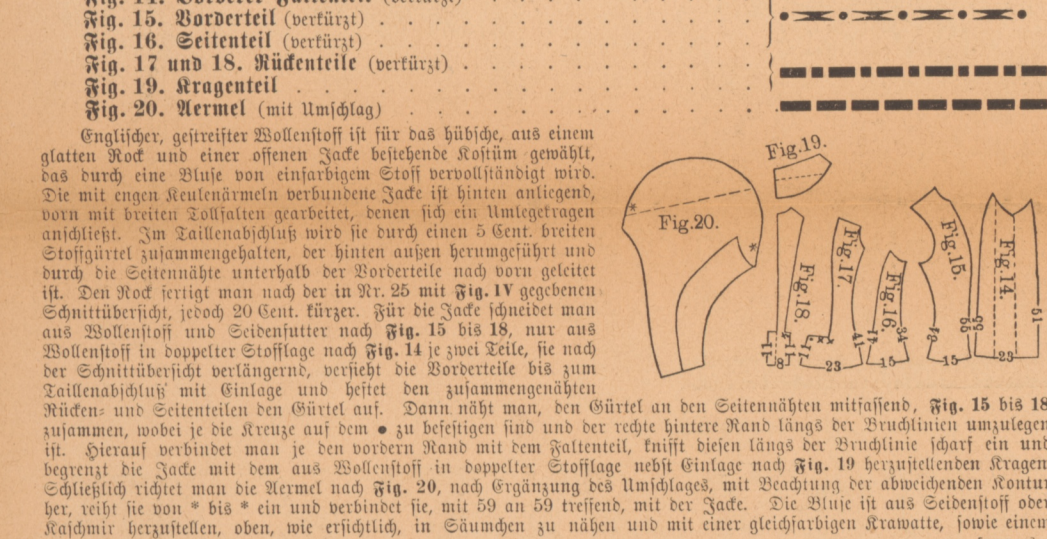 Fig. 15. Vorderteil (verkürzt)
Fig. 16. Seitenteil (verkürzt)
Fig. 17 und 18. Rückenteile (verkürzt)
Fig. 19. Kragenteil
Fig. 20. Aermel (mit Umschlag)
Englischer, gestreifter Wollenstoff ist für das hübsche, aus einem
glatten Rock und einer offenen Jacke bestehende Kostüm gewählt,
das durch eine Bluse von einfarbigem Stoff vervollständigt wird.
Die mit engen Keulenärmeln verbundene Jacke ist hinten anliegend,
vorn mit breiten Tollfalten gearbeitet, denen sich ein Umlegekragen
anschließt. Im Taillenabschluß wird sie durch einen 5 Cent. breiten
Stoffgürtel zusammengehalten, der hinten außen herumgeführt und
durch die Seitennähte unterhalb der Vorderteile nach vorn geleitet
ist. Den Rock fertigt man nach der in Nr. 25 mit Fig. IV gegebenen
Schnittübersicht, jedoch 20 Cent. kürzer. Für die Jacke schneidet man
aus Wollenstoff und Seidenfutter nach Fig. 15 bis 18, nur aus
Wollenstoff in doppelter Stofflage nach Fig. 14 je zwei Teile, sie nach
der Schnittübersicht verlängernd, versieht die Vorderteile bis zum
Taillenabschluß mit Einlage und heftet den zusammengenähten
Rücken- und Seitenteilen den Gürtel auf. Dann näht man, den Gürtel an den Seitennähten mitfassend, Fig. 15 bis 18
zusammen, wobei je die Kreuze auf dem ● zu befestigen sind und der rechte hintere Rand längs der Bruchlinien umzulegen
ist. Hierauf verbindet man je den vordern Rand mit dem Faltenteil, knifft diesen längs der Bruchlinie scharf ein und
begrenzt die Jacke mit dem aus Wollenstoff in doppelter Stofflage nebst Einlage nach Fig. 19 herzustellenden Kragen
Schließlich richtet man die Aermel nach Fig. 20, nach Ergänzung des Umschlages, mit Beachtung der abweichenden Kontur
her, reiht sie von * bis * ein und verbindet sie, mit 59 an 59 treffend, mit der Jacke. Die Bluse ist aus Seidenstoff oder
Kaschmir herzustellen, oben, wie ersichtlich, in Säumchen zu nähen und mit einer gleichfarbigen Krawatte, sowie einem
Fig.19.
Fig.20.
Fig.18.
Fig.17.
Fig.16.
Fig.15.
Fig.14.
8
23
41
34
15
15
23
51